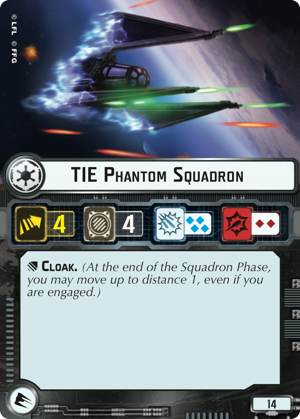 © LFL © FFG
TIE Phantom Squadron
4
4
Cloak. (At the end of the Squadron Phase,
you may move up to distance 1, even if you
are engaged.)
14